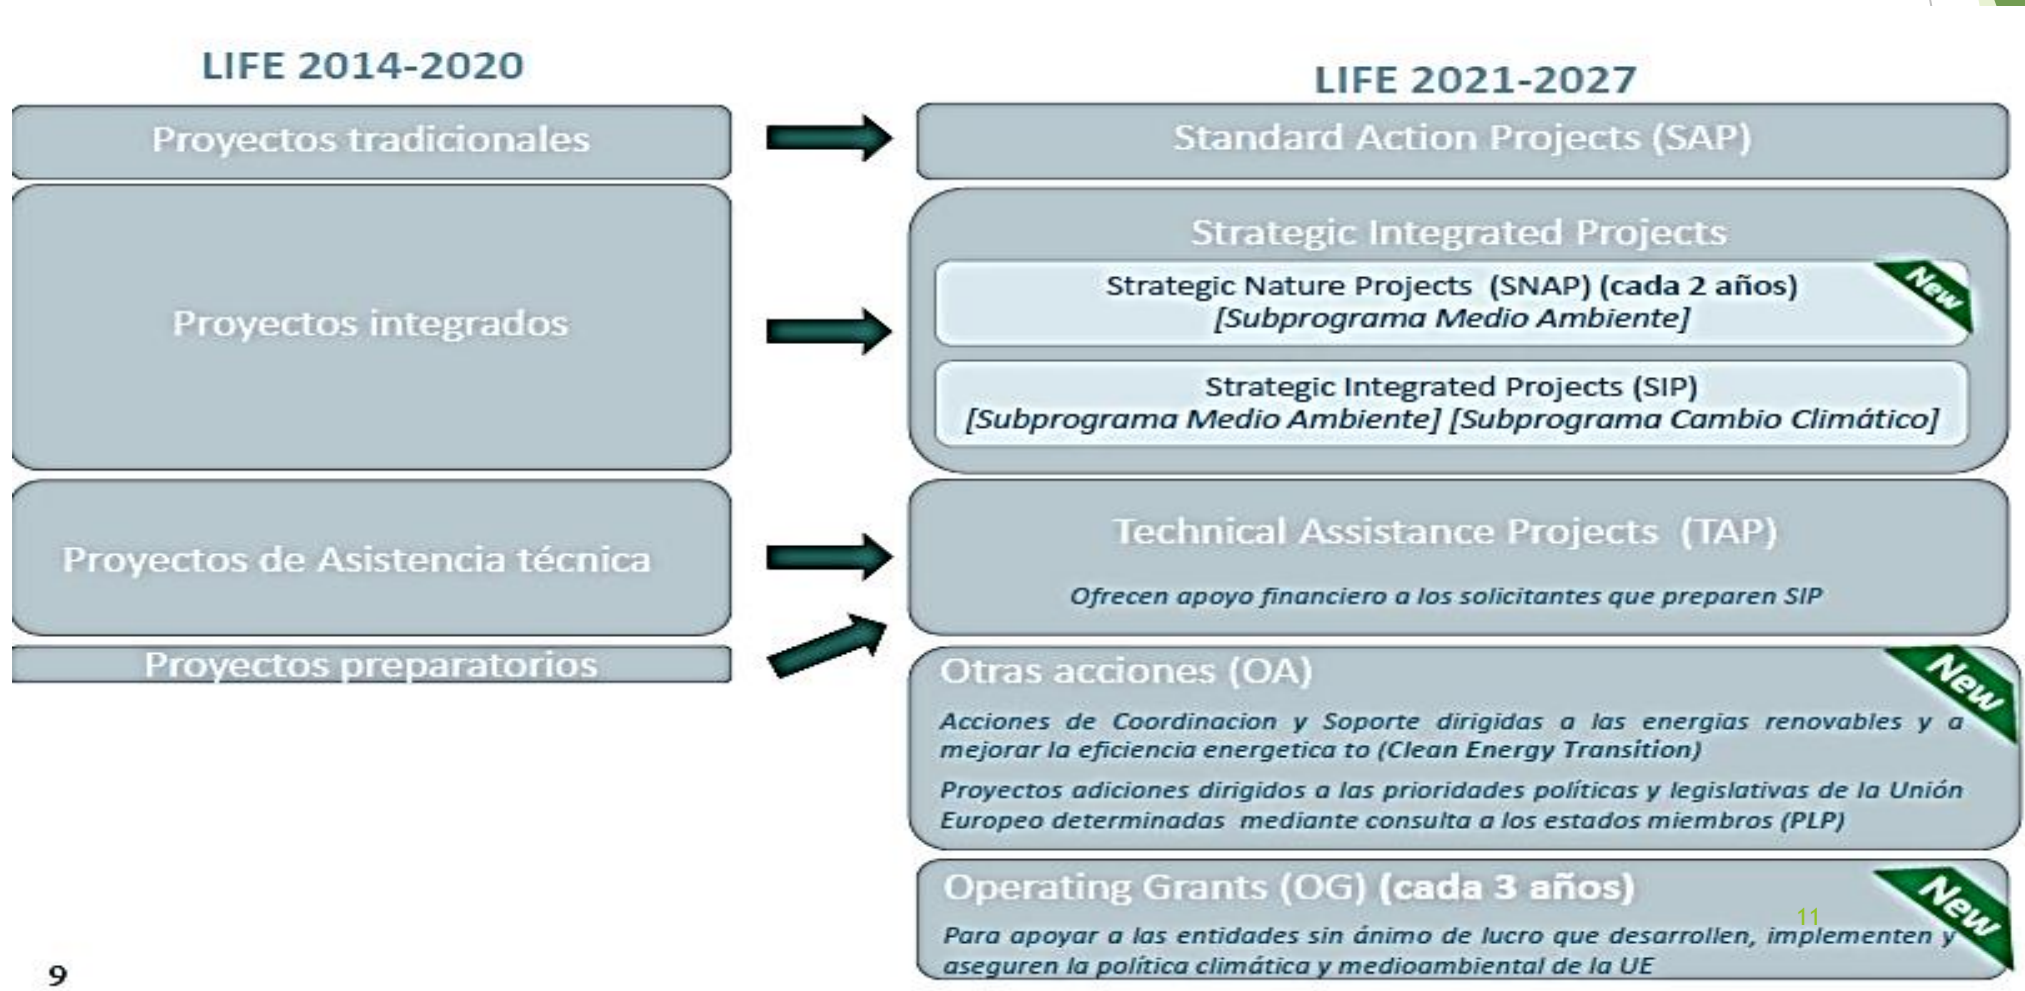 LIFE 2014-2020
Proyectos tradicionales
Proyectos integrados
Proyectos de Asistencia técnica
Proyectos preparatorios
LIFE 2021-2027
Standard Action Projects (SAP)
Strategic Integrated Projects
Strategic Nature Projects (SNAP) (cada 2 años)
[Subprograma Medio Ambiente]
New
Strategic Integrated Projects (SIP)
[Subprograma Medio Ambiente] [Subprograma Cambio Climático]
Technical Assistance Projects (TAP)
Ofrecen apoyo financiero a los solicitantes que preparen SIP
Otras acciones (OA)
New
Acciones de Coordinacion y Soporte dirigidas a las energias renovables y a
mejorar la eficiencia energetica to (Clean Energy Transition)
Proyectos adiciones dirigidos a las prioridades políticas y legislativas de la Unión
Europeo determinadas mediante consulta a los estados miembros (PLP)
Operating Grants (OG) (cada 3 años)
New
Para apoyar a las entidades sin ánimo de lucro que desarrollen, implementen y
aseguren la política climática y medioambiental de la UE
11
9